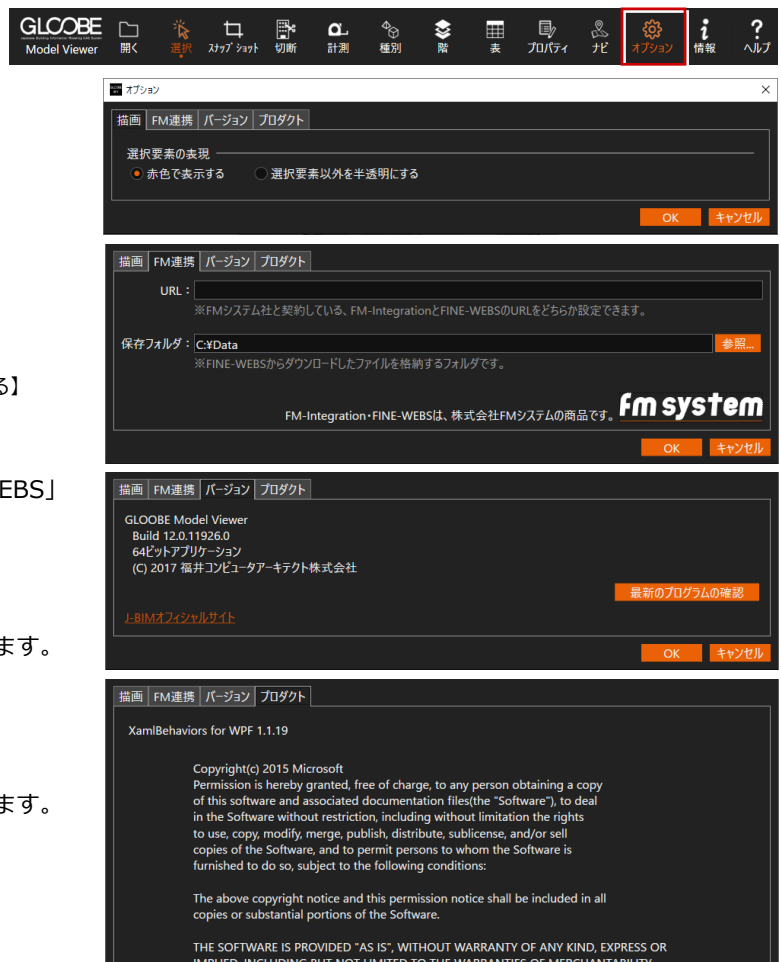 GLOOBE
Model Viewer
開く
選択
ｽﾅｯﾌﾟ ｼｮｯﾄ
切断
計測
種別
階
表
プロパティ
ナビ
オプション
情報
ヘルプ
オプション
描画 FM連携 バージョン プロダクト
選択要素の表現
赤色で表示する 選択要素以外を半透明にする
OK キャンセル
描画 FM連携 バージョン プロダクト
URL：
※FMシステム社と契約している、FM-IntegrationとFINE-WEBSのURLをどちらか設定できます。
保存フォルダ： C:¥Data 参照...
※FINE-WEBSからダウンロードしたファイルを格納するフォルダです。
る】
FM-Integration・FINE-WEBSは、株式会社FMシステムの商品です。 fm system
OK キャンセル
EBS」
描画 FM連携 バージョン プロダクト
GLOOBE Model Viewer
Build 12.0.11926.0
64ビットアプリケーション
(C) 2017 福井コンピュータアーキテクト株式会社
最新のプログラムの確認
J-BIMオフィシャルサイト
ます。
OK キャンセル
描画 FM連携 バージョン プロダクト
XamlBehaviors for WPF 1.1.19
Copyright(c) 2015 Microsoft
Permission is hereby granted, free of charge, to any person obtaining a copy
of this software and associated documentation files(the "Software"), to deal
in the Software without restriction, including without limitation the rights
ます。
to use, copy, modify, merge, publish, distribute, sublicense, and/or sell
copies of the Software, and to permit persons to whom the Software is
furnished to do so, subject to the following conditions:
The above copyright notice and this permission notice shall be included in all
copies or substantial portions of the Software.
THE SOFTWARE IS PROVIDED "AS IS", WITHOUT WARRANTY OF ANY KIND, EXPRESS OR
IMPLIED, INCLUDING BUT NOT LIMITED TO THE WARRANTIES OF MERCHANTABILITY,